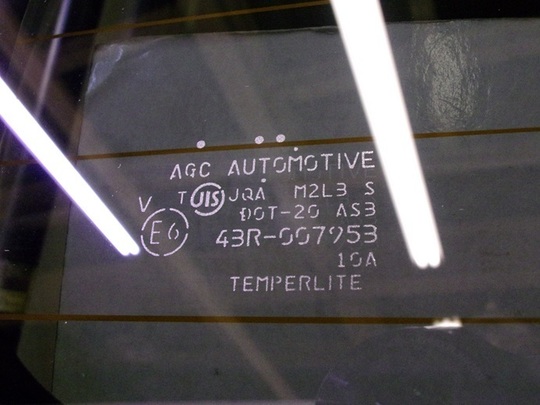 AGC AUTOMOTIVE
T JIS JQA M2L3 S
V DOT-20 AS3
E6 43R-007953
10A
TEMPERLITE